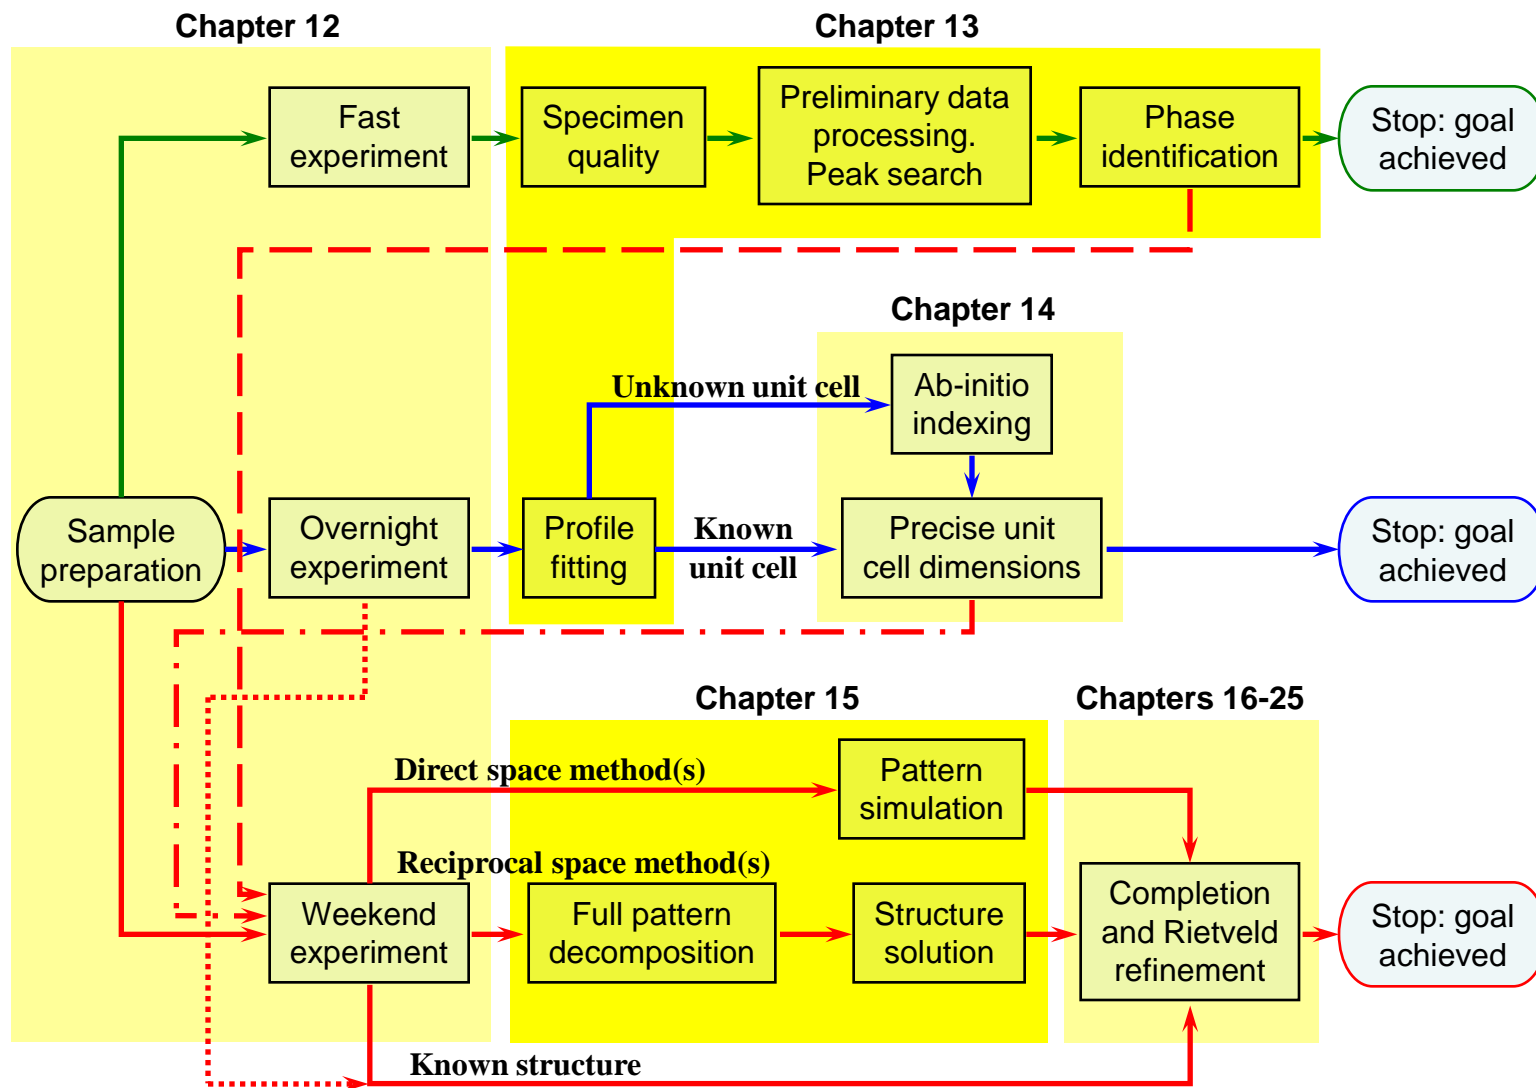 Chapter 12
Chapter 13
Fast
experiment
Specimen
quality
Preliminary data
processing.
Peak search
Phase
identification
Stop: goal
achieved
Chapter 14
Unknown unit cell
Ab-initio
indexing
Sample
preparation
Overnight
experiment
Profile
fitting
Known
unit cell
Precise unit
cell dimensions
Stop: goal
achieved
Chapter 15
Chapters 16-25
Direct space method(s)
Pattern
simulation
Reciprocal space method(s)
Weekend
experiment
Full pattern
decomposition
Structure
solution
Completion
and Rietveld
refinement
Stop: goal
achieved
Known structure